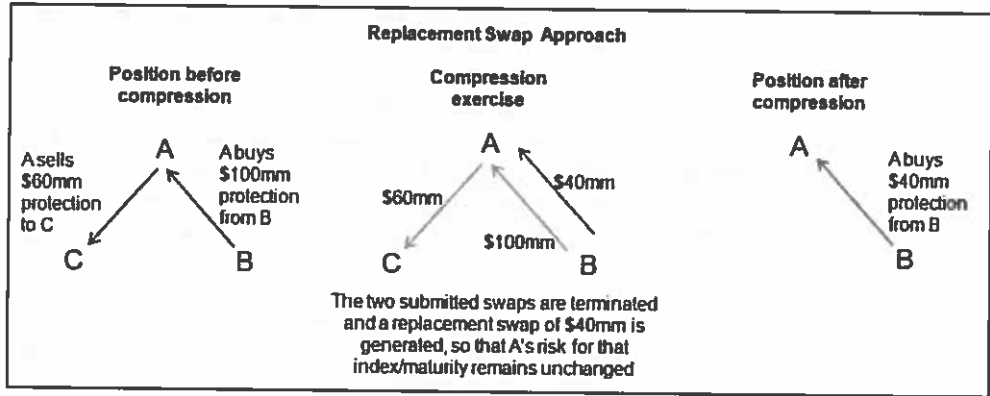 Replacement Swap Approach
Position before
compression
A sells
$60mm
protection
to C
A
A buys
$100mm
protection
from B
C
B
Compression
exercise
A
$60mm
$40mm
$100mm
C
B
The two submitted swaps are terminated
and a replacement swap of $40mm is
generated, so that A's risk for that
index/maturity remains unchanged
Position after
compression
A
A buys
$40mm
protection
from B
B